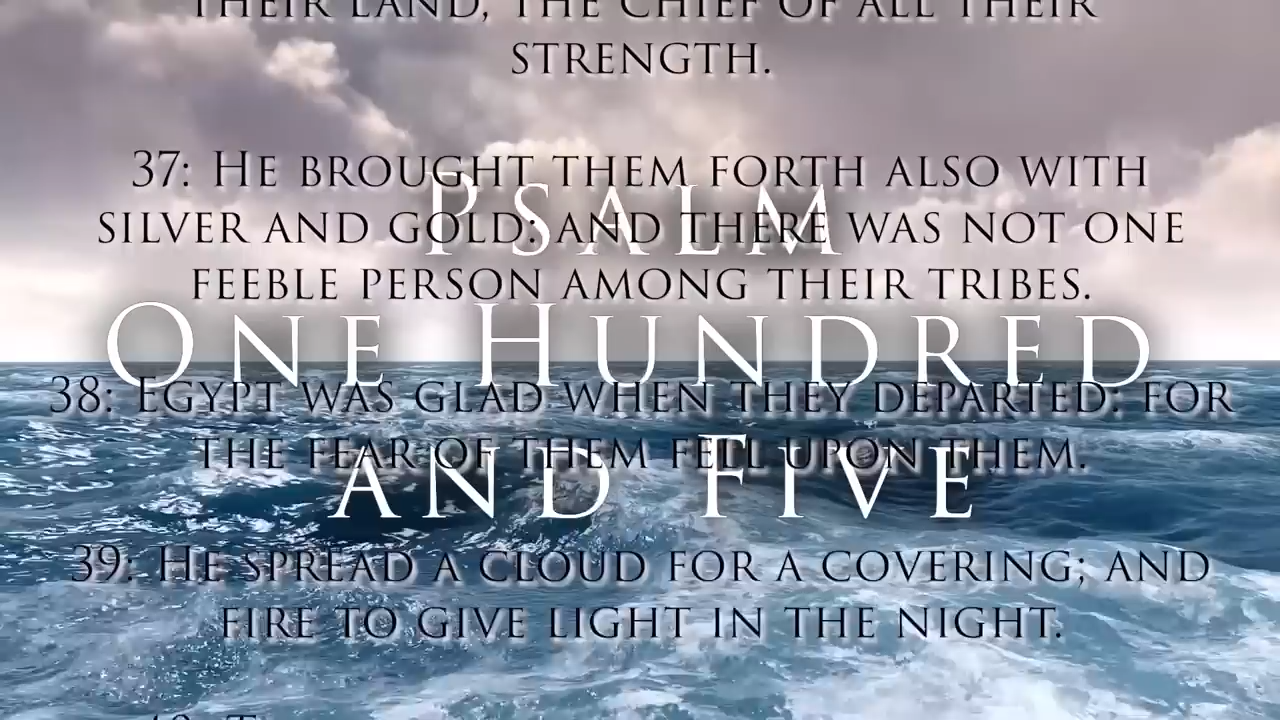 THEIR LAND, THE CHIEF OF ALL THEIR
STRENGTH.
37: HE BROUGHT THEM FORTH ALSO WITH
SILVER AND GOLD: AND THERE WAS NOT ONE
FEEBLE PERSON AMONG THEIR TRIBES.
38: EGYPT WAS GLAD WHEN THEY DEPARTED: FOR
THE FEAR OF THEM FELL UPON THEM.
39: HE SPREAD A CLOUD FOR A COVERING; AND
FIRE TO GIVE LIGHT IN THE NIGHT.
PSALM
ONE HUNDRED
AND FIVE